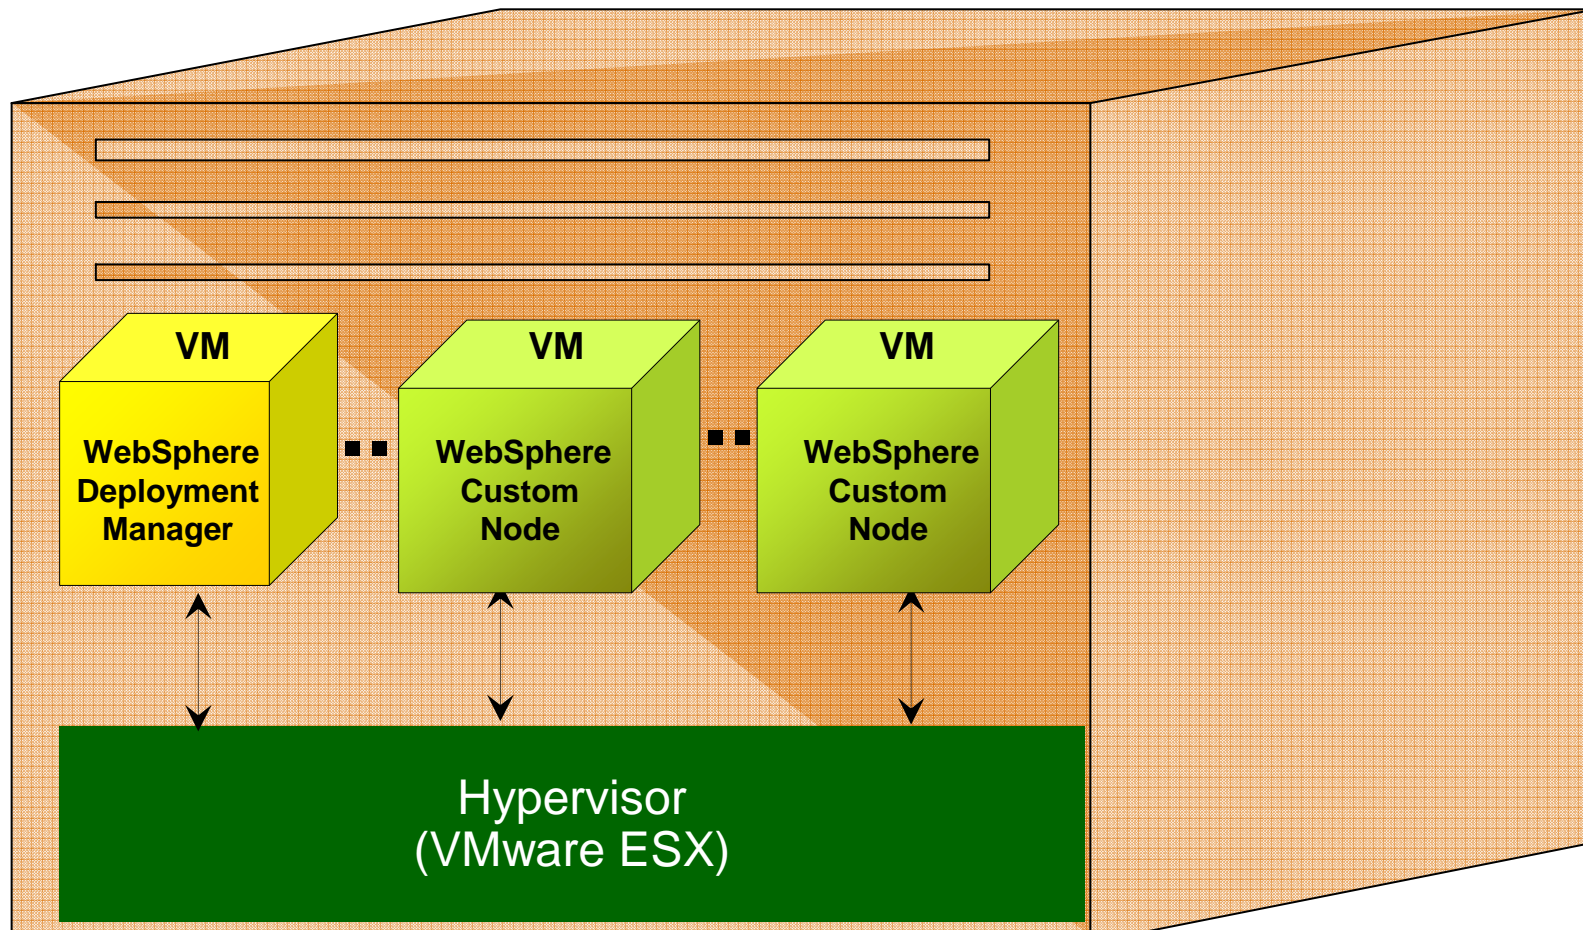 VM
WebSphere
Deployment
Manager
VM
WebSphere
Custom
Node
VM
WebSphere
Custom
Node
Hypervisor
(VMware ESX)